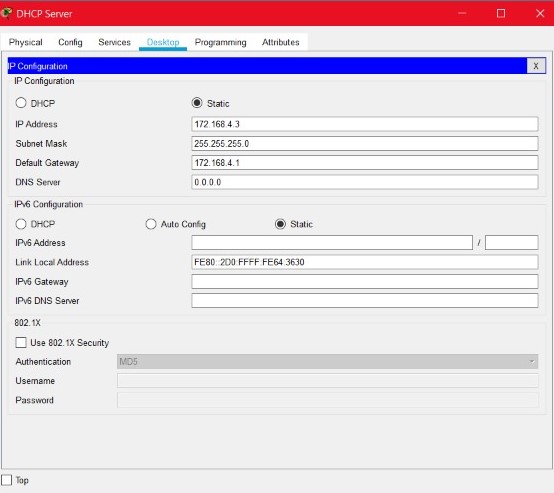 DHCP Server
Physical Config Services Desktop Programming Attributes
IP Configuration X
IP Configuration
DHCP Static
IP Address 172.168.4.3
Subnet Mask 255.255.255.0
Default Gateway 172.168.4.1
DNS Server 0.0.0.0
IPv6 Configuration
DHCP Auto Config Static
IPv6 Address /
Link Local Address FE80::2D0:FFFF:FE64:3630
IPv6 Gateway
IPv6 DNS Server
802.1X
Use 802.1X Security
Authentication MD5
Username
Password
Top